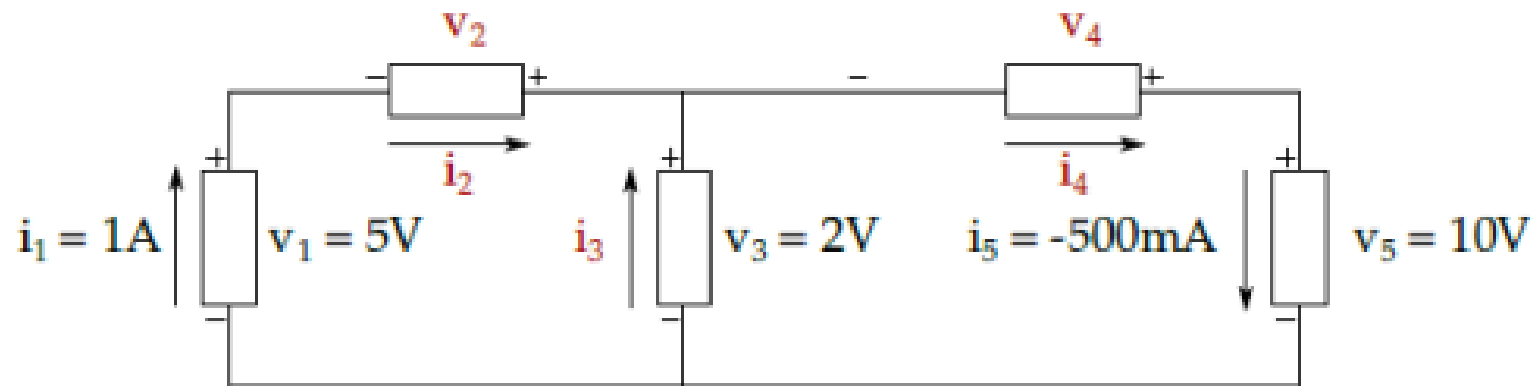 v₂
v₄
− +
− +
+
+
+
i₂
i₄
i₁ = 1A
v₁ = 5V
i₃
v₃ = 2V
i₅ = -500mA
v₅ = 10V
−
−
−